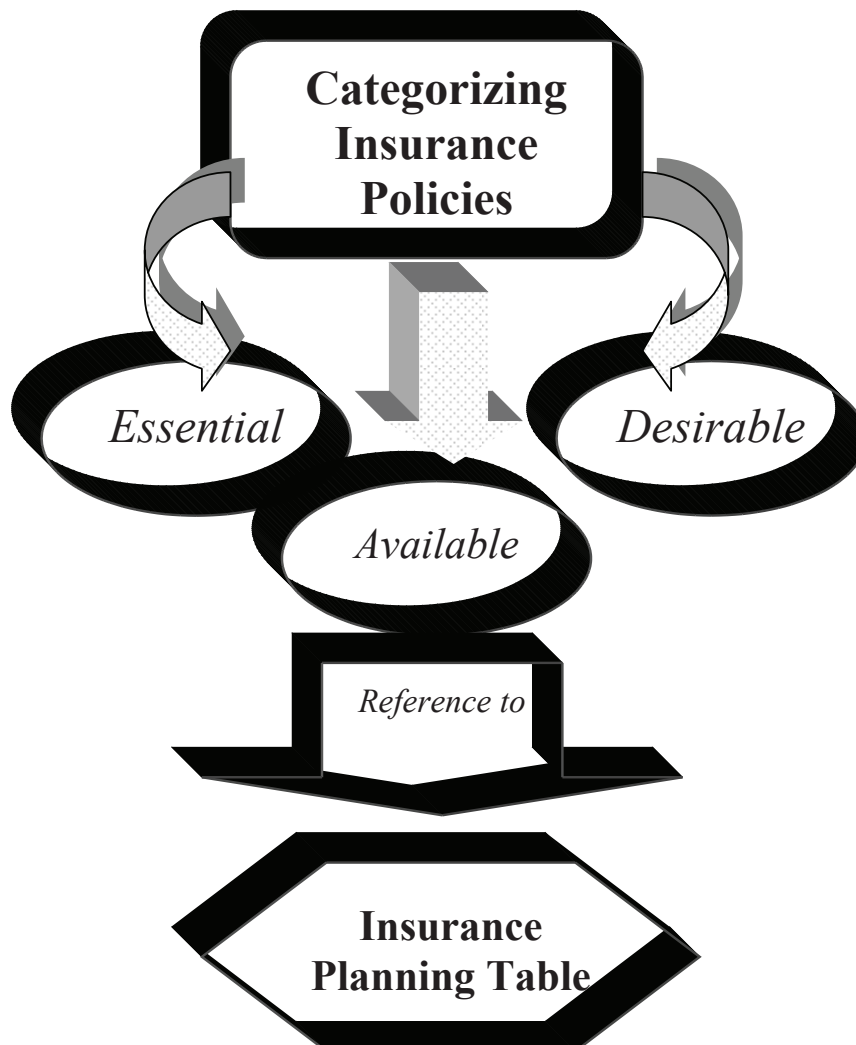 Categorizing
Insurance
Policies
Essential
Desirable
Available
Reference to
Insurance
Planning Table